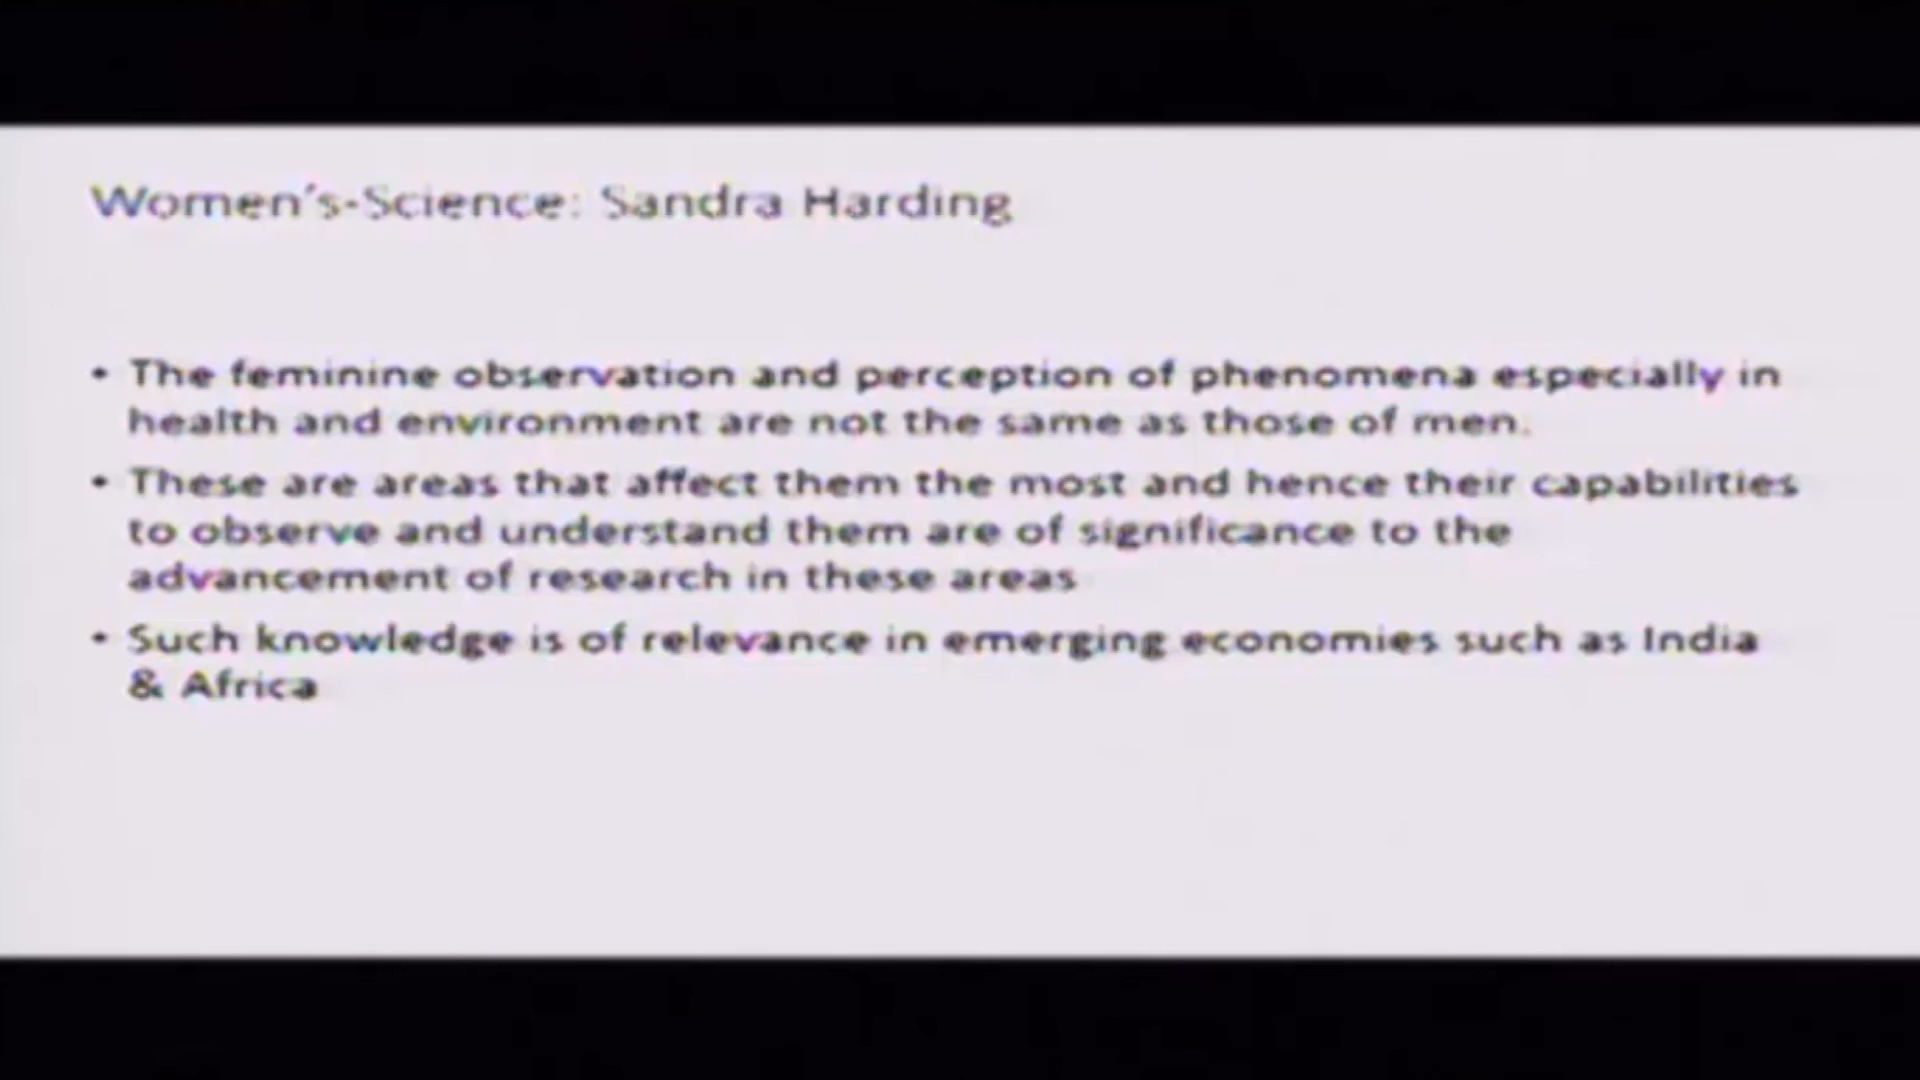 Women's-Science: Sandra Harding
• The feminine observation and perception of phenomena especially in
health and environment are not the same as those of men.
• These are areas that affect them the most and hence their capabilities
to observe and understand them are of significance to the
advancement of research in these areas
• Such knowledge is of relevance in emerging economies such as India
& Africa